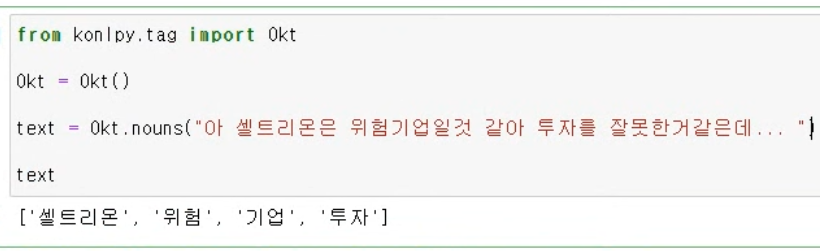 from konlpy.tag import Okt
Okt = Okt()
text = Okt.nouns("아 셀트리온은 위험기업일것 같아 투자를 잘못한거같은데... ")
text
['셀트리온', '위험', '기업', '투자']